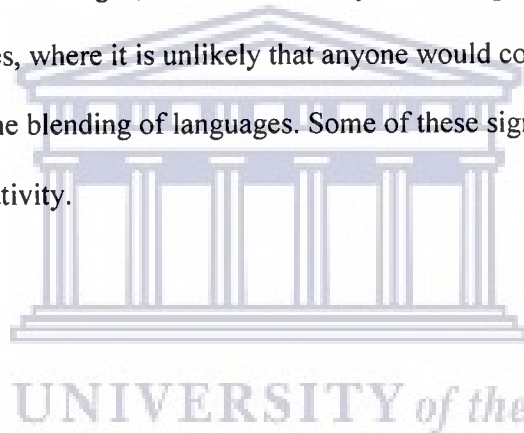 es, where it is unlikely that anyone would co
ne blending of languages. Some of these sign
tivity.
UNIVERSITY of the